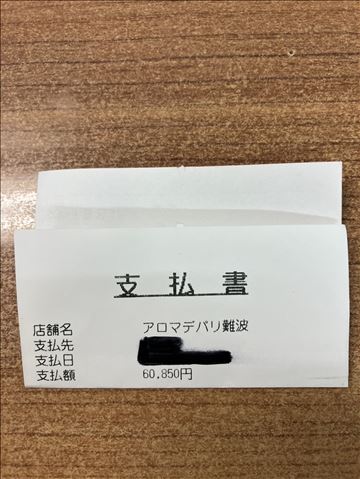 支払書
店舗名 アロマデバリ難波
支払先
支払日
支払額 60,850円